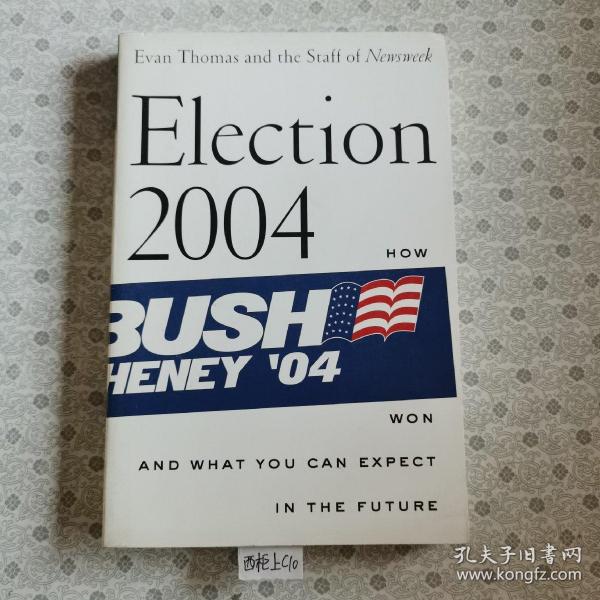 Evan Thomas and the Staff of Newsweek
Election
2004
HOW
BUSH
HENEY '04
WON
AND WHAT YOU CAN EXPECT
IN THE FUTURE
西柜上C10
孔夫子旧书网
www.kongfz.com